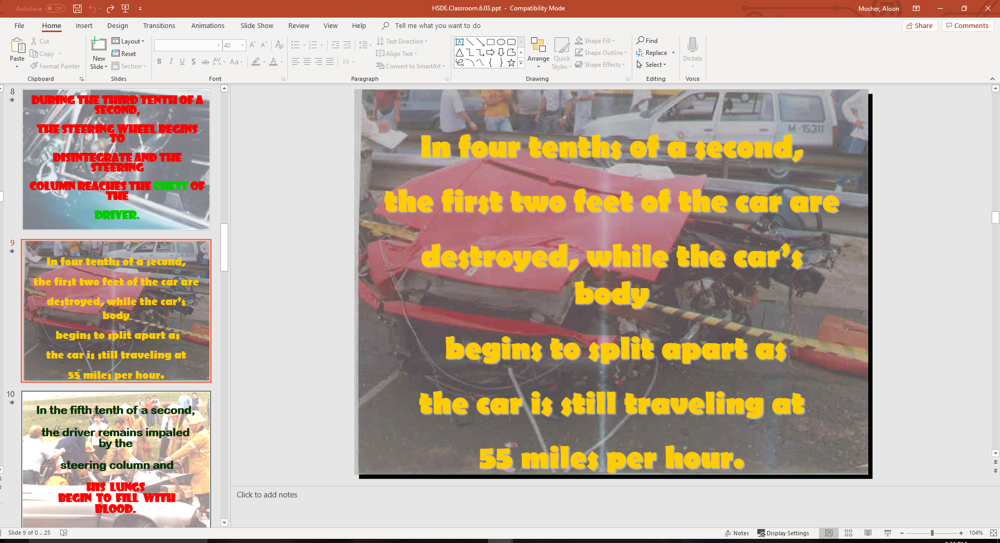 AutoSave Off
HSDE.Classroom.6.03.ppt - Compatibility Mode
Mosher, Alison
File Home Insert Design Transitions Animations Slide Show Review View Help Tell me what you want to do
Share Comments
Paste
Cut
Copy
Format Painter
Clipboard
New
Slide
Layout
Reset
Section
Slides
40
B I U S ab AV Aa A
Font
Text Direction
Align Text
Convert to SmartArt
Paragraph
Arrange
Quick
Styles
Shape Fill
Shape Outline
Shape Effects
Drawing
Find
Replace
Select
Editing
Dictate
Voice
8
DURING THE THIRD TENTH OF A
SECOND,
THE STEERING WHEEL BEGINS
TO
DISINTEGRATE AND THE
STEERING
COLUMN REACHES THE CHEST OF
THE
DRIVER.
9
M-15311
In four tenths of a second,
the first two feet of the car are
destroyed, while the car's
body
begins to split apart as
the car is still traveling at
55 miles per hour.
10
In the fifth tenth of a second,
the driver remains impaled
by the
steering column and
HIS LUNGS
BEGIN TO FILL WITH
BLOOD.
M-15311
In four tenths of a second,
the first two feet of the car are
destroyed, while the car’s
body
begins to split apart as
the car is still traveling at
55 miles per hour.
Click to add notes
Slide 9 of 0 .. 25
Notes Display Settings 104%